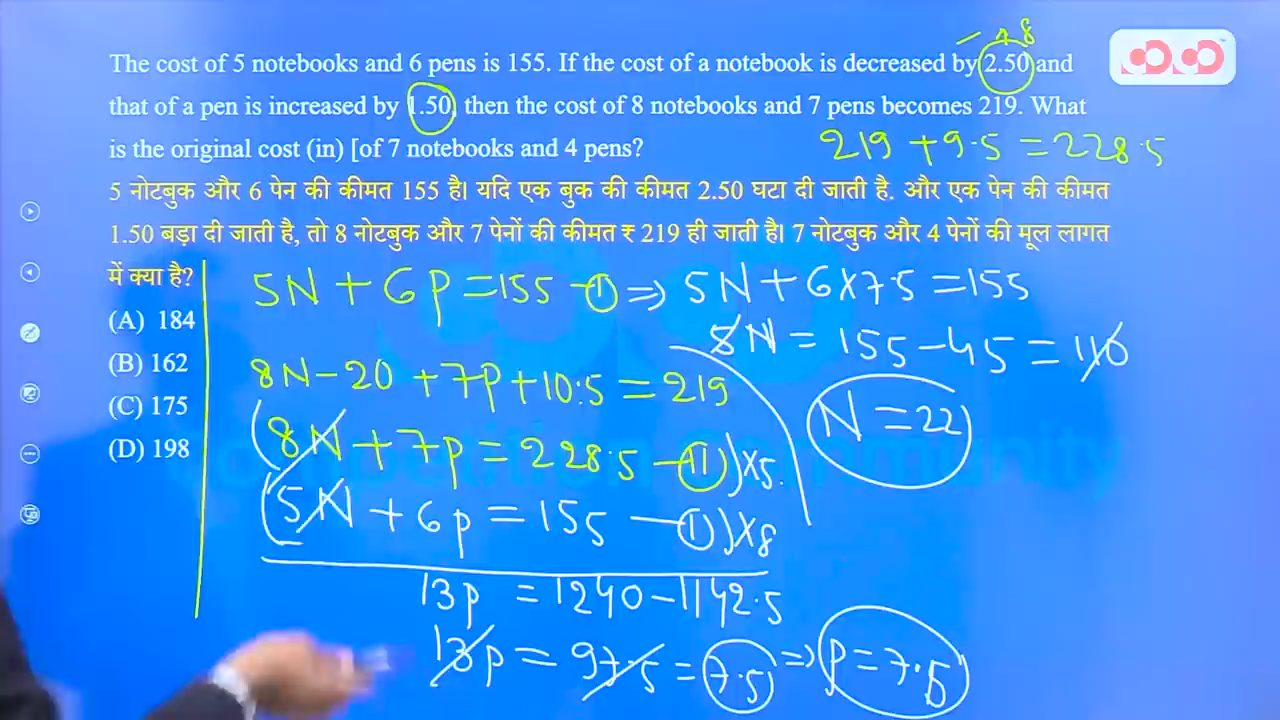 The cost of 5 notebooks and 6 pens is 155. If the cost of a notebook is decreased by 2.50 and
that of a pen is increased by 1.50, then the cost of 8 notebooks and 7 pens becomes 219. What
is the original cost (in) [of 7 notebooks and 4 pens?
219 + 9.5 = 228.5
5 नोटबुक और 6 पेन की कीमत 155 है। यदि एक बुक की कीमत 2.50 घटा दी जाती है. और एक पेन की कीमत
1.50 बड़ा दी जाती है, तो 8 नोटबुक और 7 पेनों की कीमत ₹ 219 ही जाती है। 7 नोटबुक और 4 पेनों की मूल लागत
में क्या है?
(A) 184
(B) 162
(C) 175
(D) 198
5N + 6P = 155 - ① ⇒ 5N + 6×7.5 = 155
8N = 155 - 45 = 110
8N - 20 + 7P + 10.5 = 219
N = 22
(8N + 7P = 228.5 - ⑪) ×5
(5N + 6P = 155 - ①) ×8
13P = 1240 - 1142.5
13P = 97.5 = 7.5 ⇒ P = 7.5
competition community